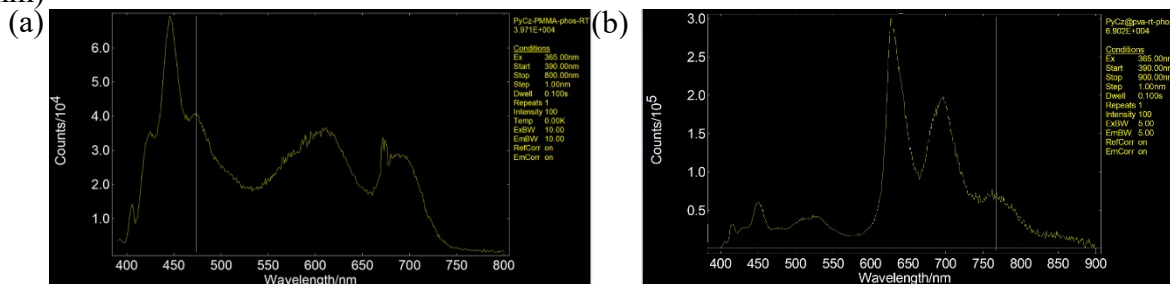 (a)
6.0
5.0
4.0
3.0
2.0
1.0
Counts/10^4
400 450 500 550 600 650 700 750 800
Wavelength/nm
PyCz-PMMA-phos-RT
3.971E+004
Conditions
Ex 365.00nm
Start 390.00nm
Stop 800.00nm
Step 1.00nm
Dwell 0.100s
Repeats 1
Intensity 100
Temp 0.00K
ExBW 10.00
EmBW 10.00
RefCorr on
EmCorr on
(b)
3.0
2.5
2.0
1.5
1.0
0.5
Counts/10^5
400 450 500 550 600 650 700 750 800 850 900
Wavelength/nm
PyCz@pva-rt-phos
6.902E+004
Conditions
Ex 365.00nm
Start 390.00nm
Stop 900.00nm
Step 1.00nm
Dwell 0.100s
Repeats 1
Intensity 100
ExBW 5.00
EmBW 5.00
RefCorr on
EmCorr on